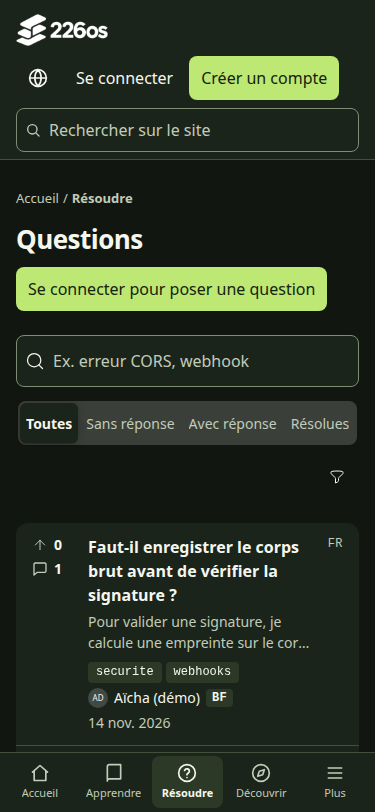 226os
Se connecter
Créer un compte
Rechercher sur le site
Accueil / Résoudre
Questions
Se connecter pour poser une question
Ex. erreur CORS, webhook
Toutes Sans réponse Avec réponse Résolues
0
1
Faut-il enregistrer le corps
brut avant de vérifier la
signature ?
FR
Pour valider une signature, je
calcule une empreinte sur le cor…
securite webhooks
AD Aïcha (démo) BF
14 nov. 2026
Accueil Apprendre Résoudre Découvrir Plus